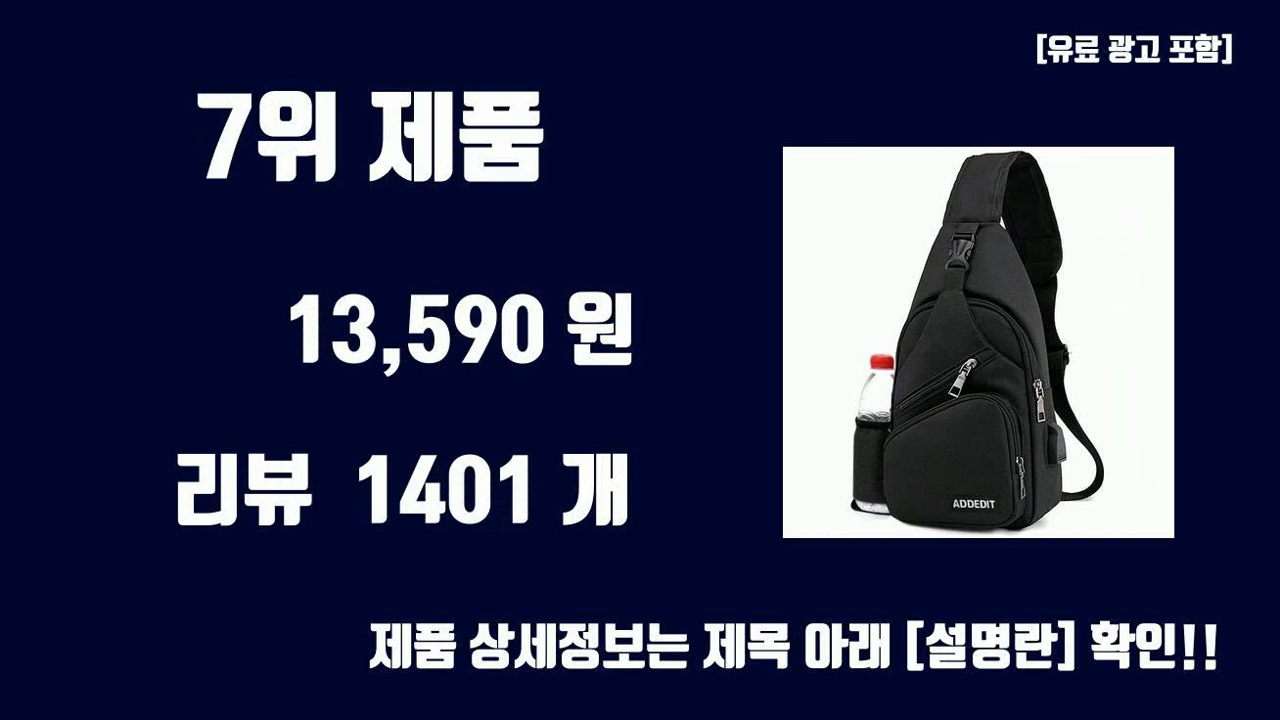 [유료 광고 포함]
7위 제품
13,590 원
리뷰 1401 개
ADDEDIT
제품 상세정보는 제목 아래 [설명란] 확인!!